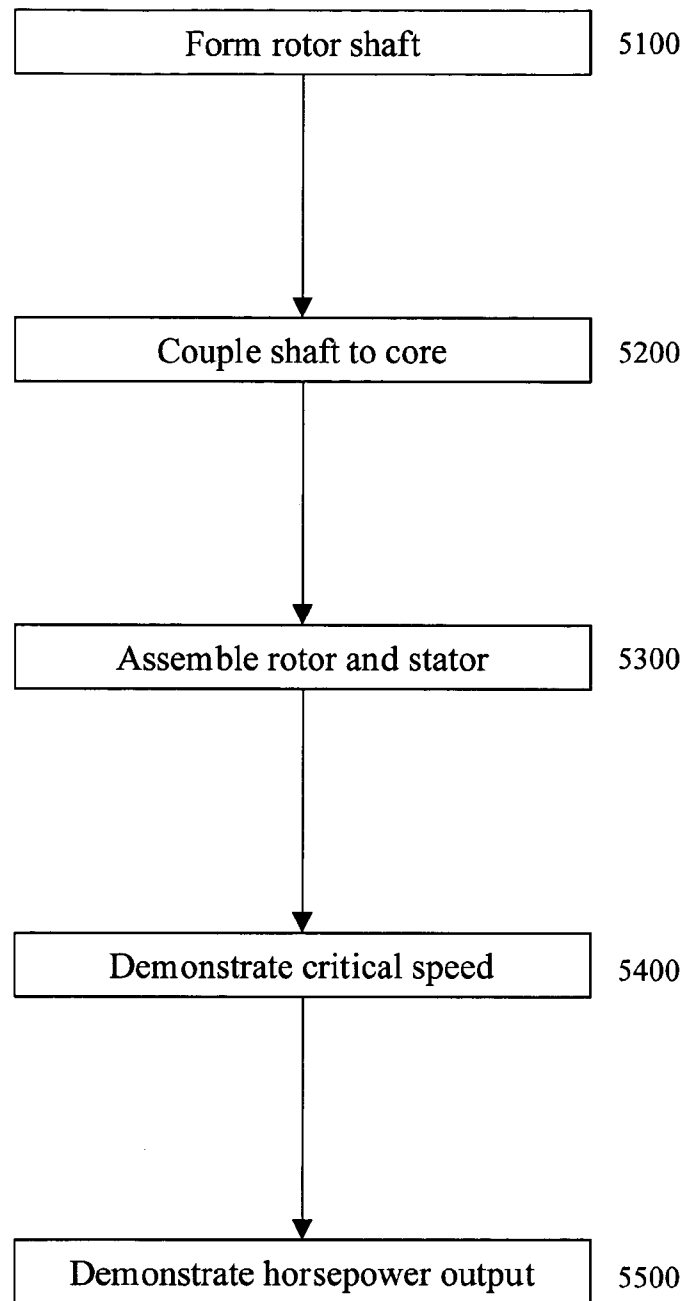 Form rotor shaft 5100
Couple shaft to core 5200
Assemble rotor and stator 5300
Demonstrate critical speed 5400
Demonstrate horsepower output 5500